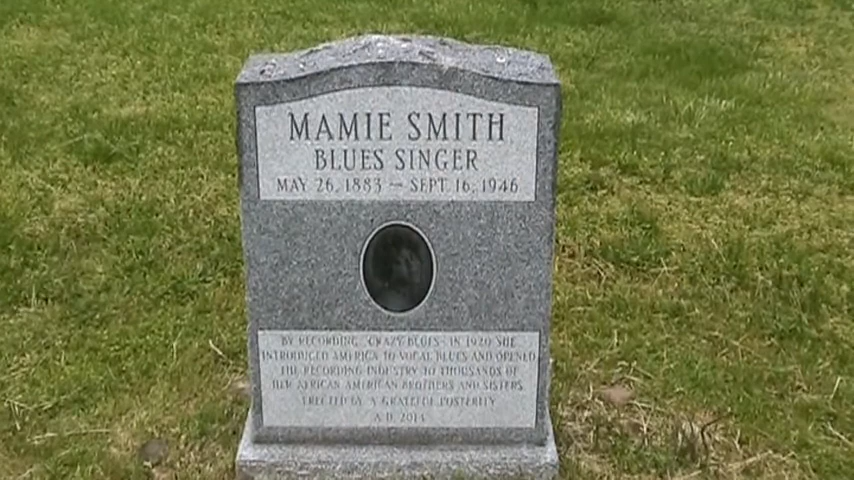 MAMIE SMITH
BLUES SINGER
MAY 26, 1883 ~ SEPT. 16, 1946
BY RECORDING "CRAZY BLUES" IN 1920 SHE
INTRODUCED AMERICA TO VOCAL BLUES AND OPENED
THE RECORDING INDUSTRY TO THOUSANDS OF
HER AFRICAN AMERICAN BROTHERS AND SISTERS
ERECTED BY A GRATEFUL POSTERITY
A.D. 2013